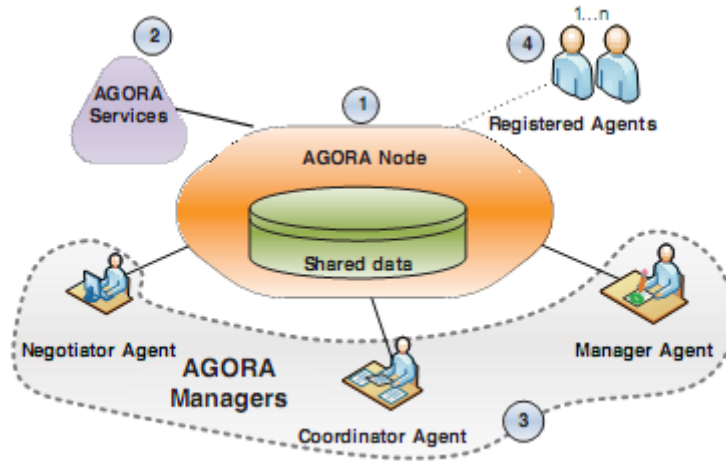 1...n
2
4
AGORA
Services
1
Registered Agents
AGORA Node
Shared data
Negotiator Agent
Manager Agent
AGORA
Managers
Coordinator Agent
3